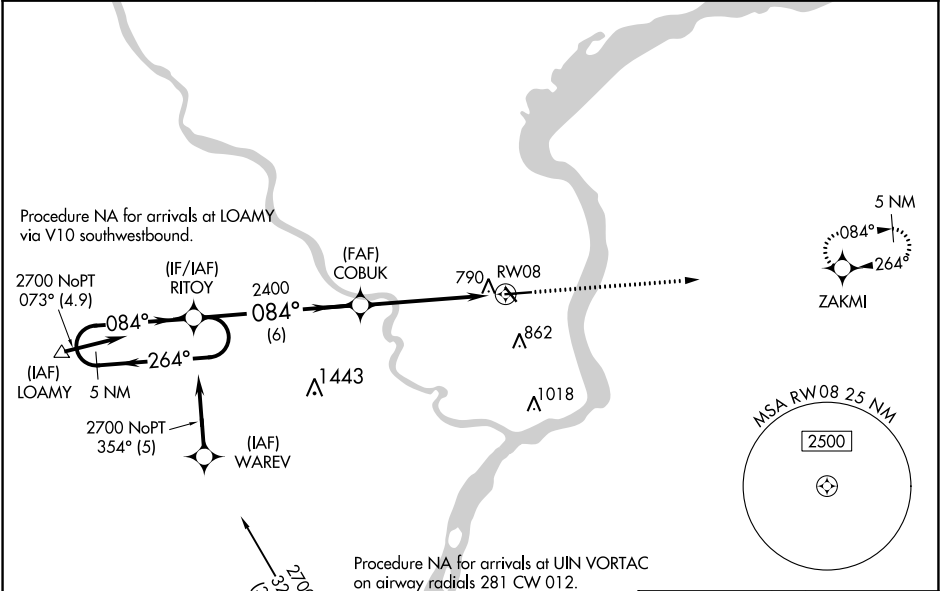 Procedure NA for arrivals at LOAMY
via V10 southwestbound.
2700 NoPT
073° (4.9)
(IF/IAF)
RITOY
084°
264°
5 NM
(IAF)
LOAMY
2400
084°
(6)
(FAF)
COBUK
790
RW08
862
1018
1443
5 NM
084°
264°
ZAKMI
2700 NoPT
354° (5)
(IAF)
WAREV
MSA RW08 25 NM
2500
Procedure NA for arrivals at UIN VORTAC
on airway radials 281 CW 012.